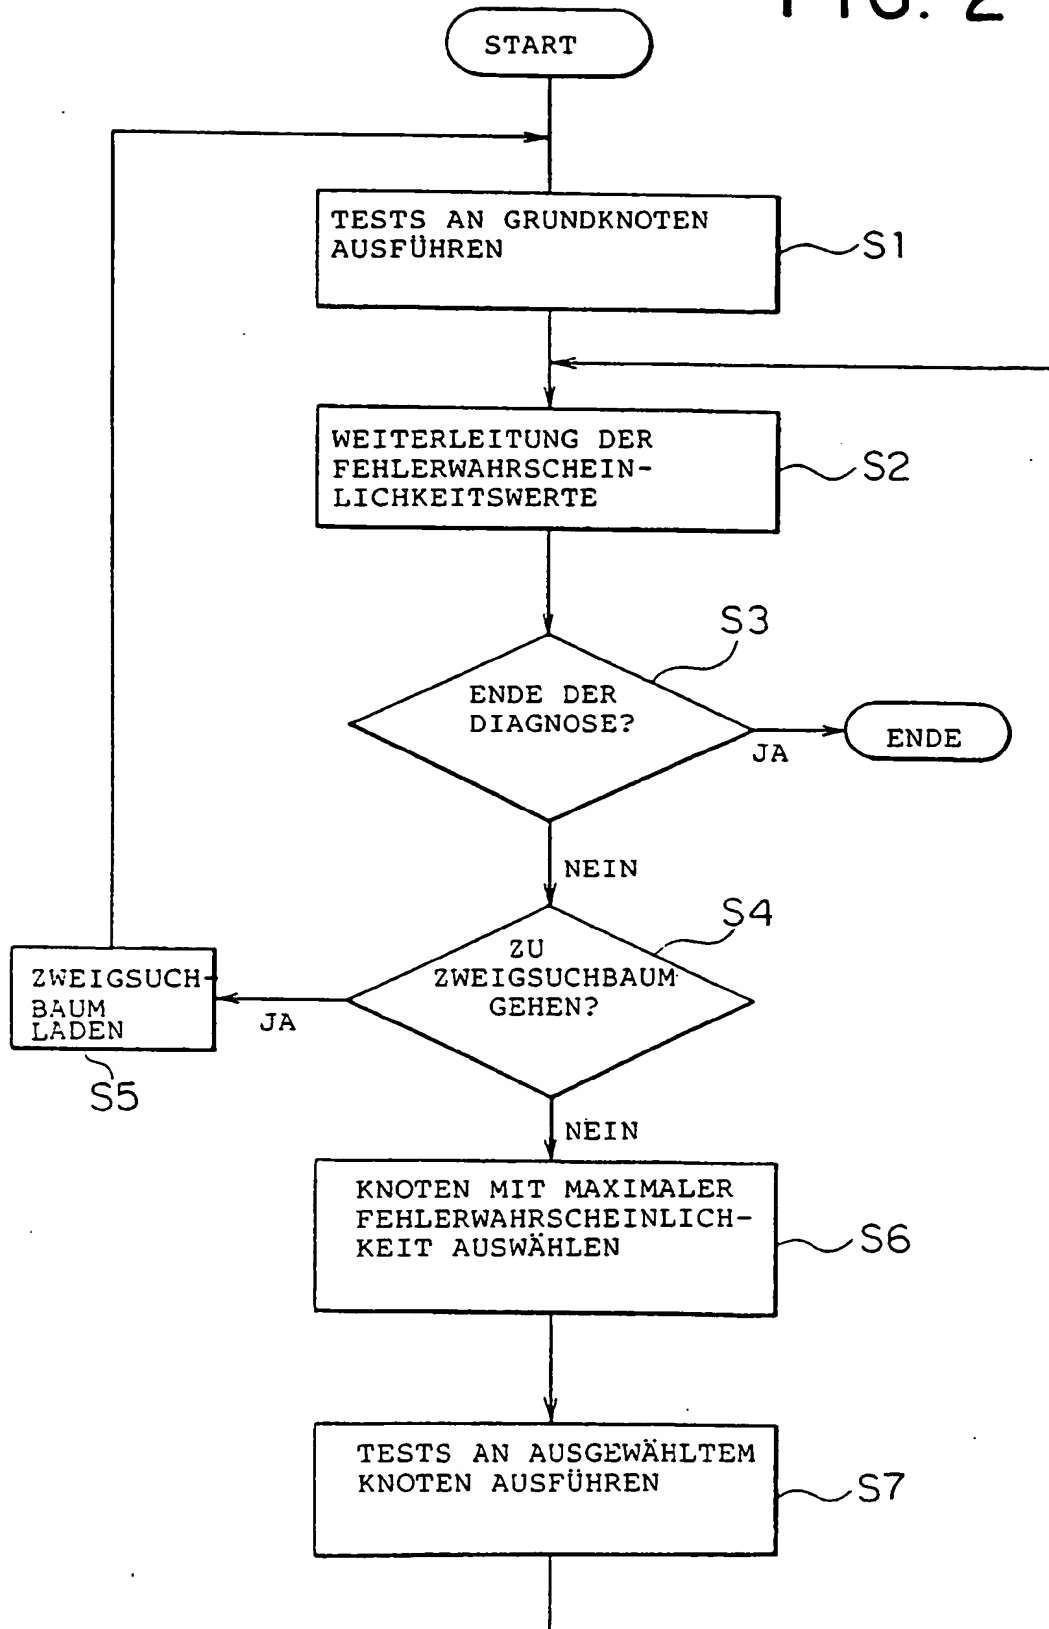 FIG. 2
START
TESTS AN GRUNDKNOTEN
AUSFÜHREN
S1
WEITERLEITUNG DER
FEHLERWAHRSCHEIN-
LICHKEITSWERTE
S2
S3
ENDE DER
DIAGNOSE?
JA
ENDE
NEIN
S4
ZU
ZWEIGSUCHBAUM
GEHEN?
JA
ZWEIGSUCH-
BAUM
LADEN
S5
NEIN
KNOTEN MIT MAXIMALER
FEHLERWAHRSCHEINLICH-
KEIT AUSWÄHLEN
S6
TESTS AN AUSGEWÄHLTEM
KNOTEN AUSFÜHREN
S7